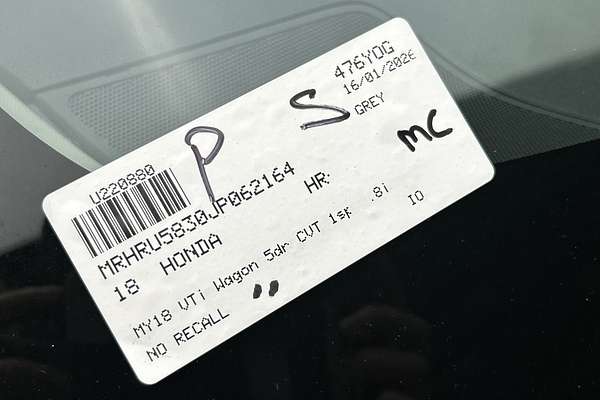 476YDG
16/01/2026
P S GREY
MC
U220880
MRHRU5830JP062164
18 HONDA HR-
MY18 VTi Wagon 5dr CVT 1sp .8i
IO
NO RECALL